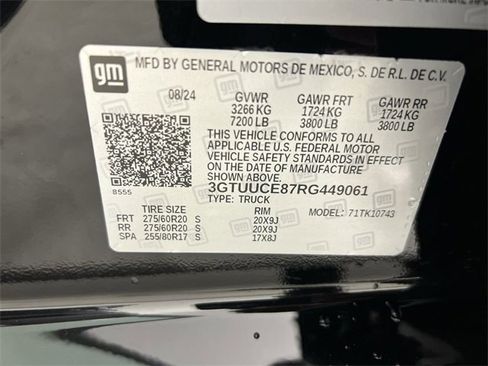 gm
MFD BY GENERAL MOTORS DE MEXICO, S. DE R.L. DE C.V.
08/24 GVWR GAWR FRT GAWR RR
3266 KG 1724 KG 1724 KG
7200 LB 3800 LB 3800 LB
THIS VEHICLE CONFORMS TO ALL
APPLICABLE U.S. FEDERAL MOTOR
VEHICLE SAFETY STANDARDS IN EFFECT
ON THE DATE OF MANUFACTURE
SHOWN ABOVE.
8555 3GTUUCE87RG449061
TYPE: TRUCK
TIRE SIZE RIM MODEL: 71TK10743
FRT 275/60R20 S 20X9J
RR 275/60R20 S 20X9J
SPA 255/80R17 S 17X8J